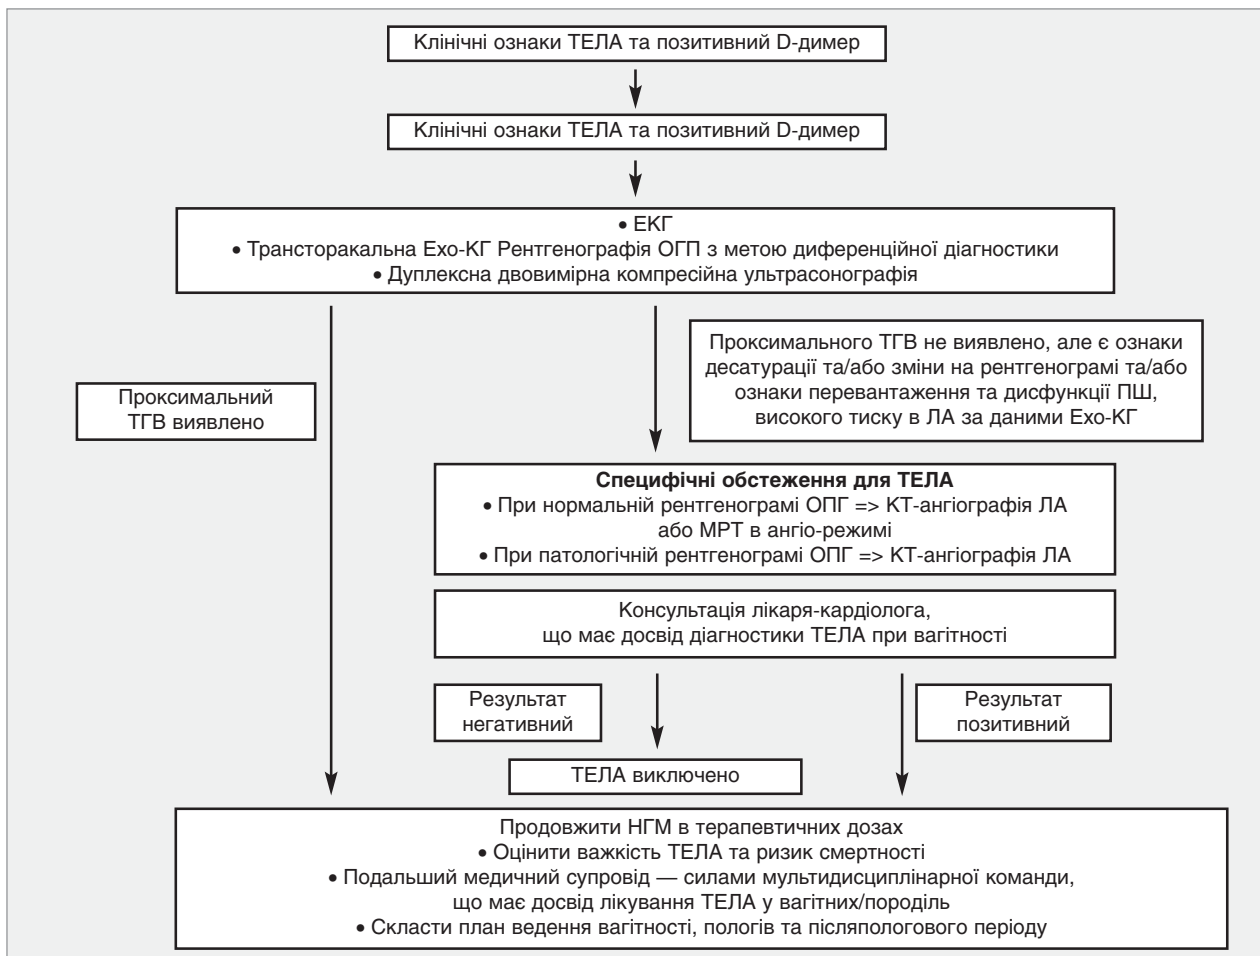 Клінічні ознаки ТЕЛА та позитивний D-димер
Клінічні ознаки ТЕЛА та позитивний D-димер
• ЕКГ
• Трансторакальна Ехо-КГ Рентгенографія ОГП з метою диференційної діагностики
• Дуплексна двовимірна компресійна ультрасонографія
Проксимального ТГВ не виявлено, але є ознаки
десатурації та/або зміни на рентгенограмі та/або
ознаки перевантаження та дисфункції ПШ,
високого тиску в ЛА за даними Ехо-КГ
Проксимальний
ТГВ виявлено
Специфічні обстеження для ТЕЛА
• При нормальній рентгенограмі ОПГ => КТ-ангіографія ЛА
або МРТ в ангіо-режимі
• При патологічній рентгенограмі ОПГ => КТ-ангіографія ЛА
Консультація лікаря-кардіолога,
що має досвід діагностики ТЕЛА при вагітності
Результат
негативний
Результат
позитивний
ТЕЛА виключено
Продовжити НГМ в терапевтичних дозах
• Оцінити важкість ТЕЛА та ризик смертності
• Подальший медичний супровід — силами мультидисциплінарної команди,
що має досвід лікування ТЕЛА у вагітних/породіль
• Скласти план ведення вагітності, пологів та післяпологового періоду